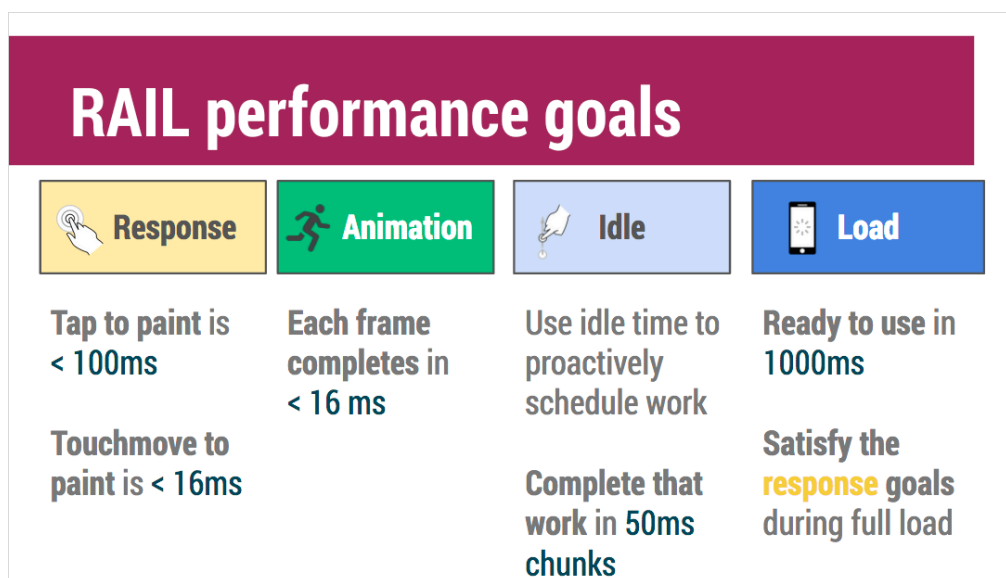 RAIL performance goals
Response
Tap to paint is
< 100ms
Touchmove to
paint is < 16ms
Animation
Each frame
completes in
< 16 ms
Idle
Use idle time to
proactively
schedule work
Complete that
work in 50ms
chunks
Load
Ready to use in
1000ms
Satisfy the
response goals
during full load